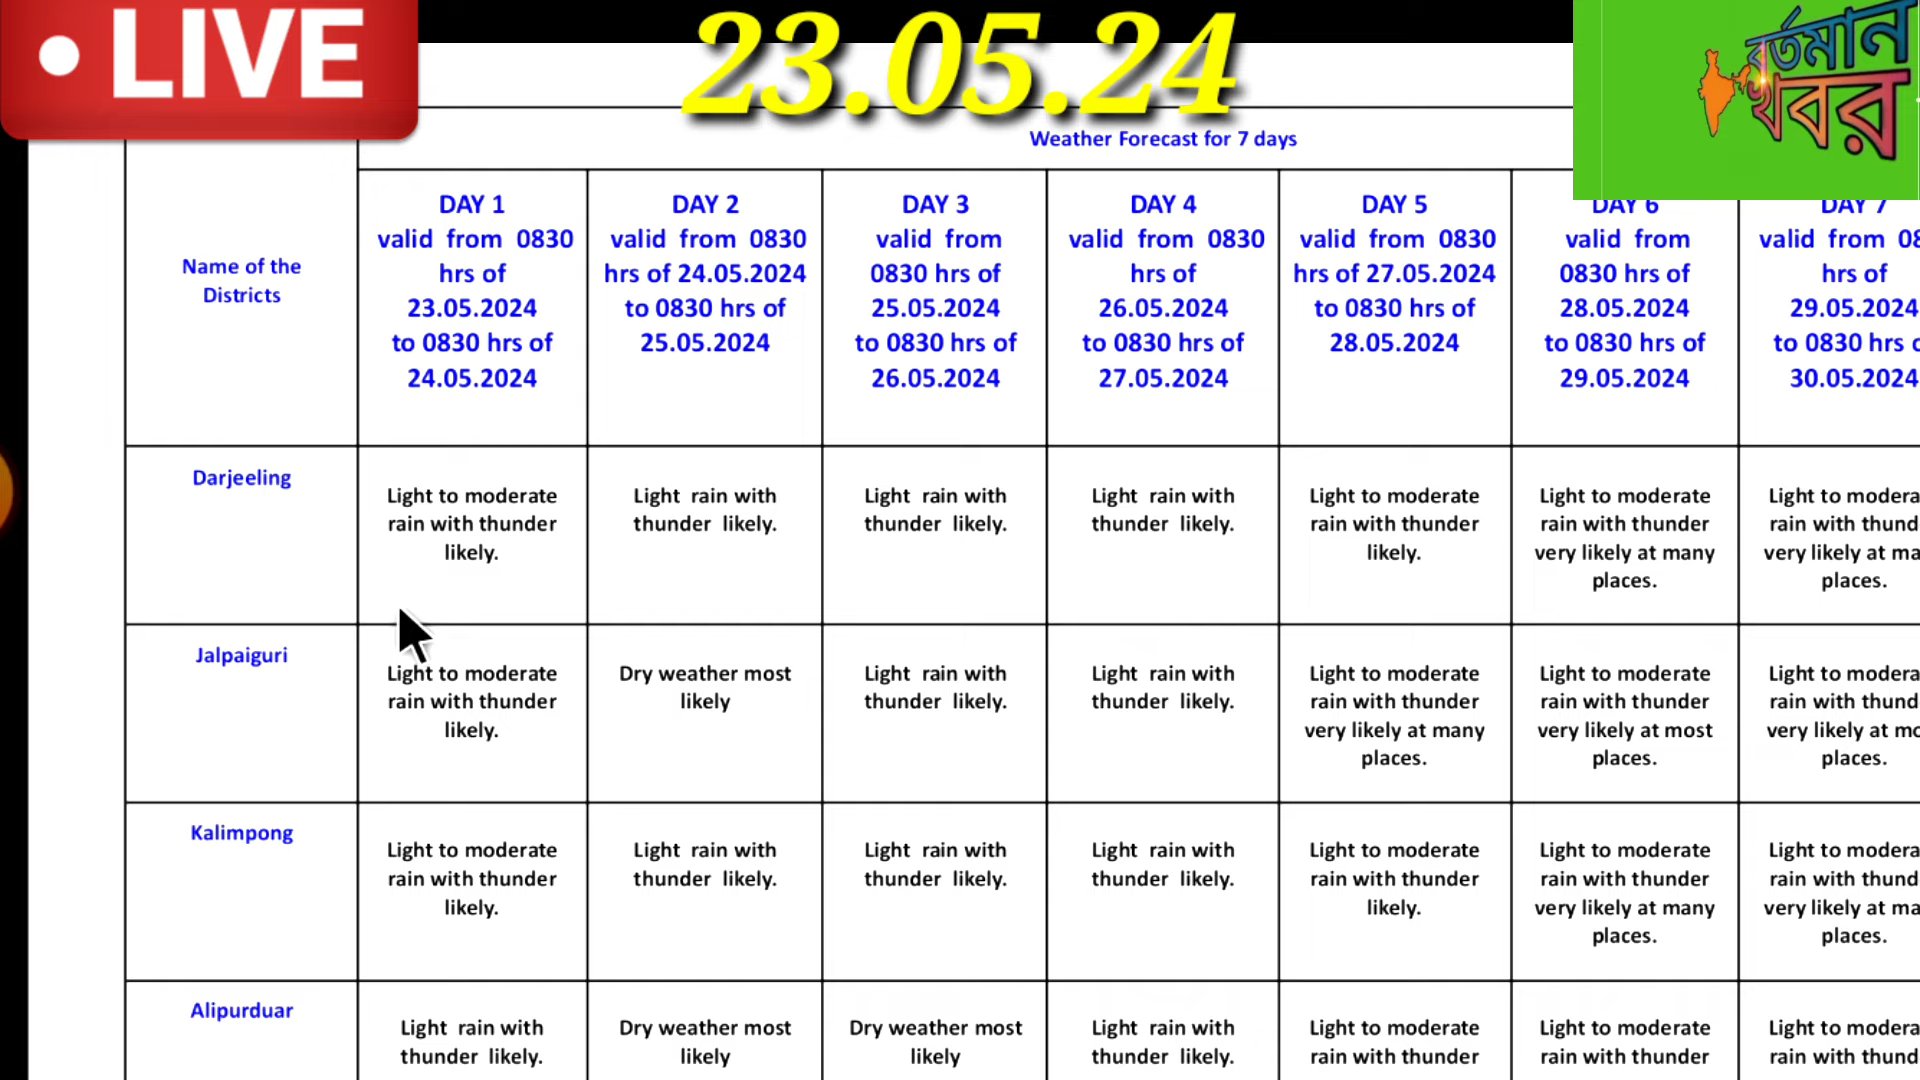 LIVE
23.05.24
বর্তমান
খবর
Weather Forecast for 7 days
Name of the
Districts
DAY 1
valid from 0830
hrs of
23.05.2024
to 0830 hrs of
24.05.2024
DAY 2
valid from 0830
hrs of 24.05.2024
to 0830 hrs of
25.05.2024
DAY 3
valid from
0830 hrs of
25.05.2024
to 0830 hrs of
26.05.2024
DAY 4
valid from 0830
hrs of
26.05.2024
to 0830 hrs of
27.05.2024
DAY 5
valid from 0830
hrs of 27.05.2024
to 0830 hrs of
28.05.2024
DAY 6
valid from
0830 hrs of
28.05.2024
to 0830 hrs of
29.05.2024
DAY 7
valid from
hrs of
29.05.2024
to 0830 hrs
30.05.2024
Darjeeling
Light to moderate
rain with thunder
likely.
Light rain with
thunder likely.
Light rain with
thunder likely.
Light rain with
thunder likely.
Light to moderate
rain with thunder
likely.
Light to moderate
rain with thunder
very likely at many
places.
Light to
rain with
very likely at
places.
Jalpaiguri
Light to moderate
rain with thunder
likely.
Dry weather most
likely
Light rain with
thunder likely.
Light rain with
thunder likely.
Light to moderate
rain with thunder
very likely at many
places.
Light to moderate
rain with thunder
very likely at most
places.
Light to
rain with
very likely at
places.
Kalimpong
Light to moderate
rain with thunder
likely.
Light rain with
thunder likely.
Light rain with
thunder likely.
Light rain with
thunder likely.
Light to moderate
rain with thunder
likely.
Light to moderate
rain with thunder
very likely at many
places.
Light to
rain with
very likely at
places.
Alipurduar
Light rain with
thunder likely.
Dry weather most
likely
Dry weather most
likely
Light rain with
thunder likely.
Light to moderate
rain with thunder
Light to moderate
rain with thunder
Light to
rain with